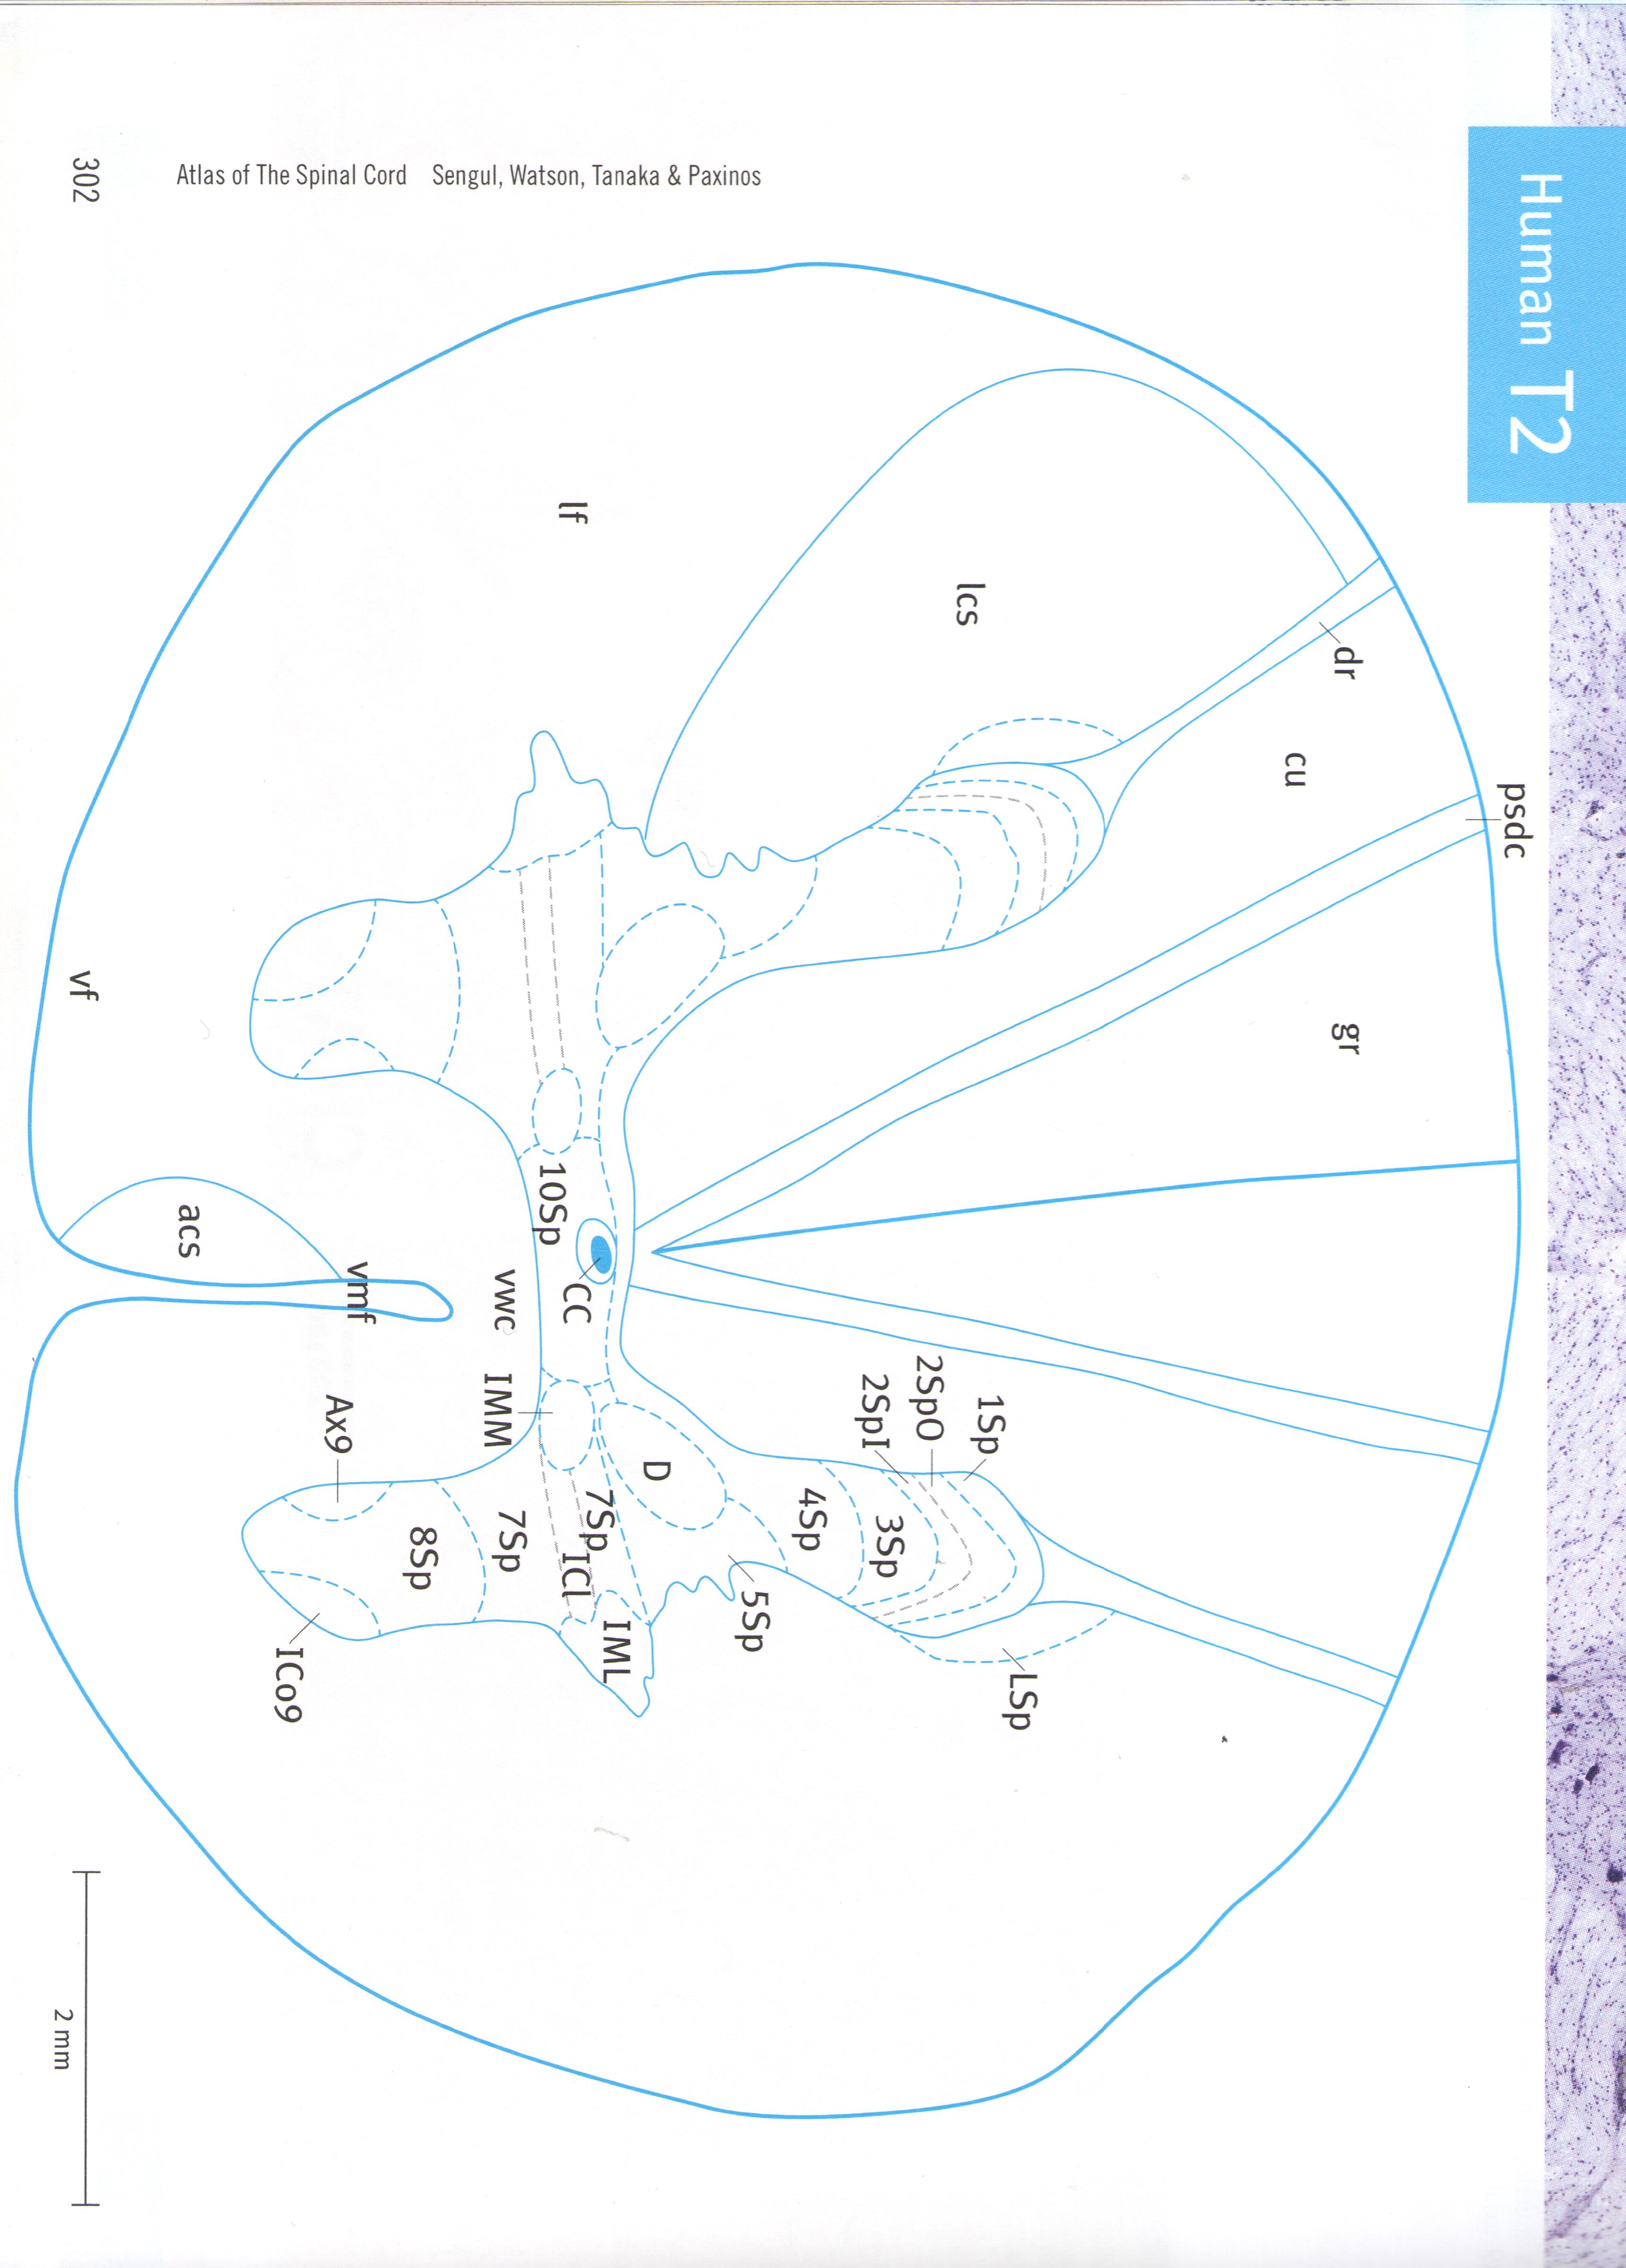 Human T2
psdc
gr
dr
cu
LSp
1Sp
lcs
2SpO
2SpI
3Sp
4Sp
5Sp
D
IML
7Sp
CC
ICl
lf
10Sp
7Sp
vwc
IMM
8Sp
vmf
Ax9
ICo9
acs
vf
2 mm
302
Atlas of The Spinal Cord Sengul, Watson, Tanaka & Paxinos